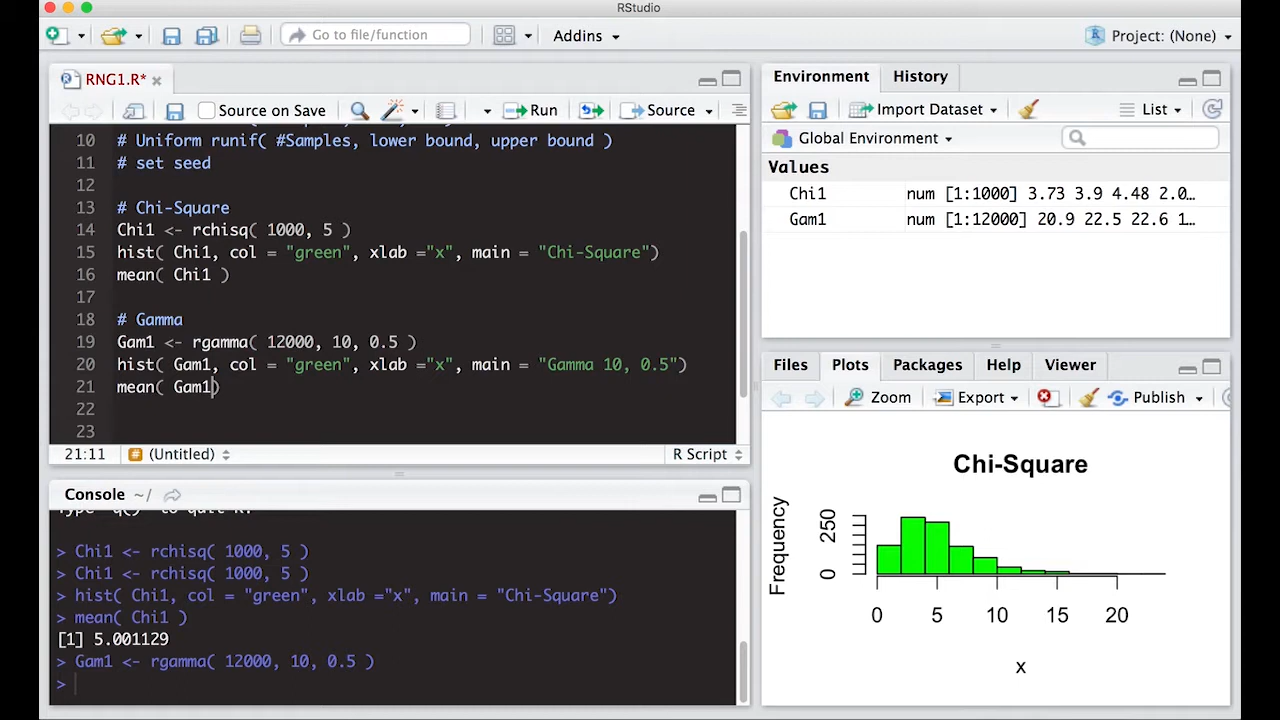 RStudio
Go to file/function
Addins
Project: (None)
RNG1.R*
Source on Save
Run
Source
10 # Uniform runif( #Samples, lower bound, upper bound )
11 # set seed
12
13 # Chi-Square
14 Chi1 <- rchisq( 1000, 5 )
15 hist( Chi1, col = "green", xlab ="x", main = "Chi-Square")
16 mean( Chi1 )
17
18 # Gamma
19 Gam1 <- rgamma( 12000, 10, 0.5 )
20 hist( Gam1, col = "green", xlab ="x", main = "Gamma 10, 0.5")
21 mean( Gam1)
22
23
21:11 # (Untitled) R Script
Console ~/
Type 'q()' to quit R.
> Chi1 <- rchisq( 1000, 5 )
> Chi1 <- rchisq( 1000, 5 )
> hist( Chi1, col = "green", xlab ="x", main = "Chi-Square")
> mean( Chi1 )
[1] 5.001129
> Gam1 <- rgamma( 12000, 10, 0.5 )
>
Environment History
Import Dataset List
Global Environment
Values
Chi1 num [1:1000] 3.73 3.9 4.48 2.0…
Gam1 num [1:12000] 20.9 22.5 22.6 1…
Files Plots Packages Help Viewer
Zoom Export Publish
Chi-Square
Frequency
250
0
0 5 10 15 20
x